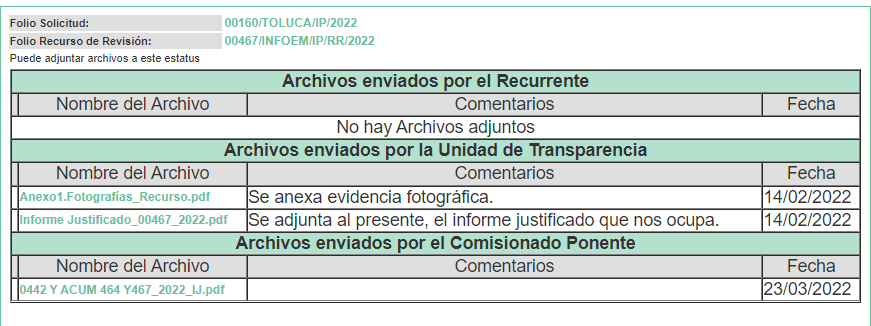 Folio Solicitud: 00160/TOLUCA/IP/2022
Folio Recurso de Revisión: 00467/INFOEM/IP/RR/2022
Puede adjuntar archivos a este estatus
Archivos enviados por el Recurrente
Nombre del Archivo Comentarios Fecha
No hay Archivos adjuntos
Archivos enviados por la Unidad de Transparencia
Nombre del Archivo Comentarios Fecha
Anexo1.Fotografías_Recurso.pdf Se anexa evidencia fotográfica. 14/02/2022
Informe Justificado_00467_2022.pdf Se adjunta al presente, el informe justificado que nos ocupa. 14/02/2022
Archivos enviados por el Comisionado Ponente
Nombre del Archivo Comentarios Fecha
0442 Y ACUM 464 Y467_2022_IJ.pdf 23/03/2022